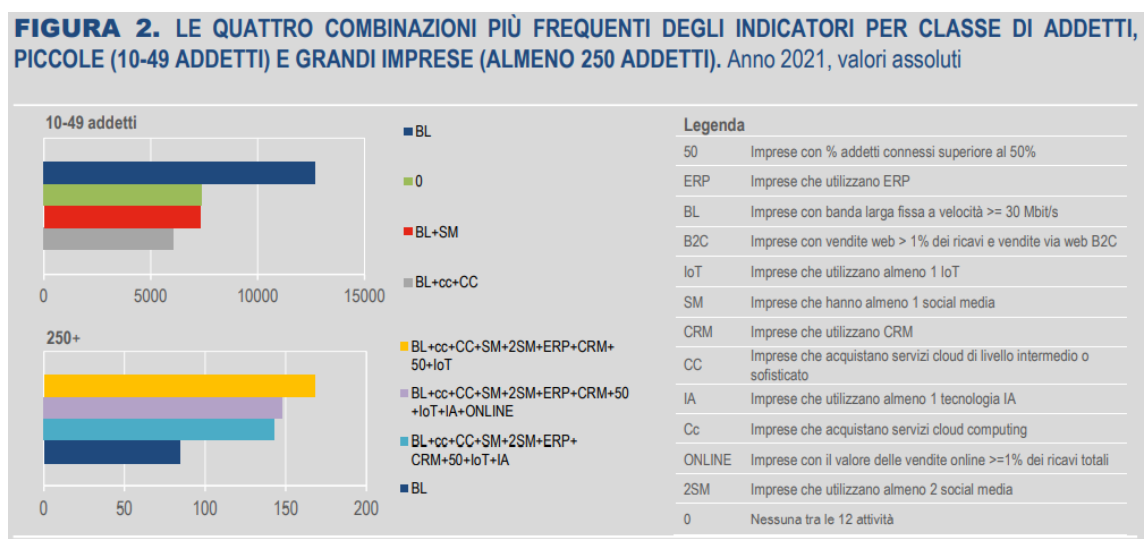 FIGURA 2. LE QUATTRO COMBINAZIONI PIÙ FREQUENTI DEGLI INDICATORI PER CLASSE DI ADDETTI,
PICCOLE (10-49 ADDETTI) E GRANDI IMPRESE (ALMENO 250 ADDETTI). Anno 2021, valori assoluti
10-49 addetti
BL
0
BL+SM
BL+cc+CC
0 5000 10000 15000
250+
BL+cc+CC+SM+2SM+ERP+CRM+
50+IoT
BL+cc+CC+SM+2SM+ERP+CRM+50
+IoT+IA+ONLINE
BL+cc+CC+SM+2SM+ERP+
CRM+50+IoT+IA
BL
0 50 100 150 200
Legenda
50 Imprese con % addetti connessi superiore al 50%
ERP Imprese che utilizzano ERP
BL Imprese con banda larga fissa a velocità >= 30 Mbit/s
B2C Imprese con vendite web > 1% dei ricavi e vendite via web B2C
IoT Imprese che utilizzano almeno 1 IoT
SM Imprese che hanno almeno 1 social media
CRM Imprese che utilizzano CRM
CC Imprese che acquistano servizi cloud di livello intermedio o
sofisticato
IA Imprese che utilizzano almeno 1 tecnologia IA
Cc Imprese che acquistano servizi cloud computing
ONLINE Imprese con il valore delle vendite online >=1% dei ricavi totali
2SM Imprese che utilizzano almeno 2 social media
0 Nessuna tra le 12 attività